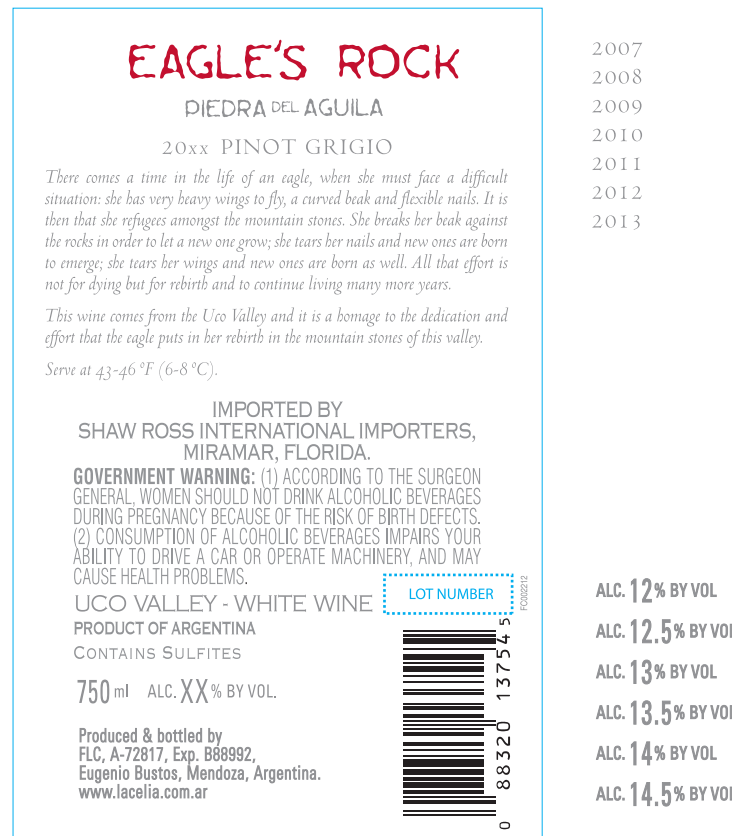 EAGLE'S ROCK
PIEDRA DEL AGUILA
20xx PINOT GRIGIO
There comes a time in the life of an eagle, when she must face a difficult
situation: she has very heavy wings to fly, a curved beak and flexible nails. It is
then that she refugees amongst the mountain stones. She breaks her beak against
the rocks in order to let a new one grow; she tears her nails and new ones are born
to emerge; she tears her wings and new ones are born as well. All that effort is
not for dying but for rebirth and to continue living many more years.
This wine comes from the Uco Valley and it is a homage to the dedication and
effort that the eagle puts in her rebirth in the mountain stones of this valley.
Serve at 43-46 ºF (6-8 ºC).
IMPORTED BY
SHAW ROSS INTERNATIONAL IMPORTERS,
MIRAMAR, FLORIDA.
GOVERNMENT WARNING: (1) ACCORDING TO THE SURGEON
GENERAL, WOMEN SHOULD NOT DRINK ALCOHOLIC BEVERAGES
DURING PREGNANCY BECAUSE OF THE RISK OF BIRTH DEFECTS.
(2) CONSUMPTION OF ALCOHOLIC BEVERAGES IMPAIRS YOUR
ABILITY TO DRIVE A CAR OR OPERATE MACHINERY, AND MAY
CAUSE HEALTH PROBLEMS.
UCO VALLEY - WHITE WINE
PRODUCT OF ARGENTINA
CONTAINS SULFITES
750 ml ALC. XX % BY VOL.
Produced & bottled by
FLC, A-72817, Exp. B88992,
Eugenio Bustos, Mendoza, Argentina.
www.lacelia.com.ar
LOT NUMBER
FC002212
0 88320 13754 5
2007
2008
2009
2010
2011
2012
2013
ALC. 12% BY VOL
ALC. 12.5% BY VOL
ALC. 13% BY VOL
ALC. 13.5% BY VOL
ALC. 14% BY VOL
ALC. 14.5% BY VOL